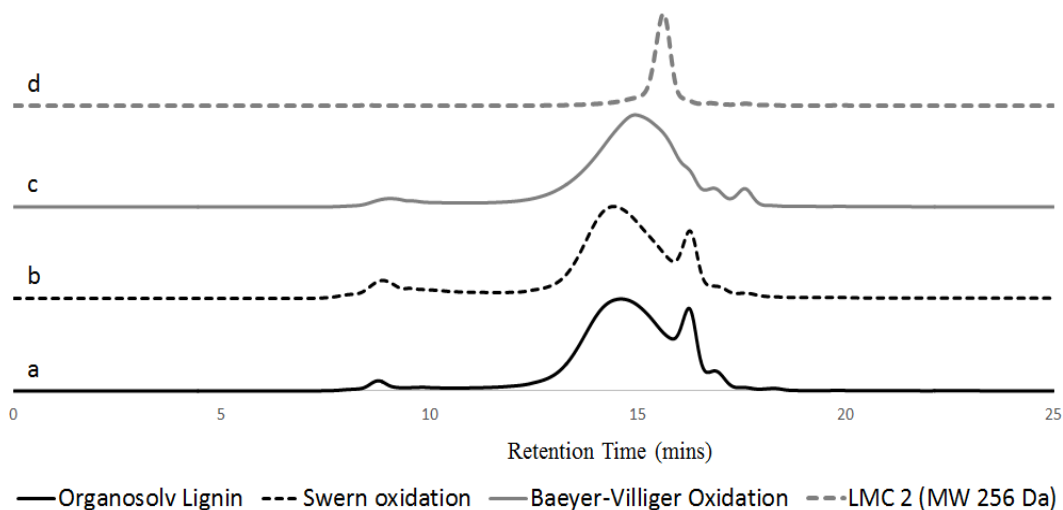 d
c
b
a
0 5 10 15 20 25
Retention Time (mins)
Organosolv Lignin Swern oxidation Baeyer-Villiger Oxidation LMC 2 (MW 256 Da)